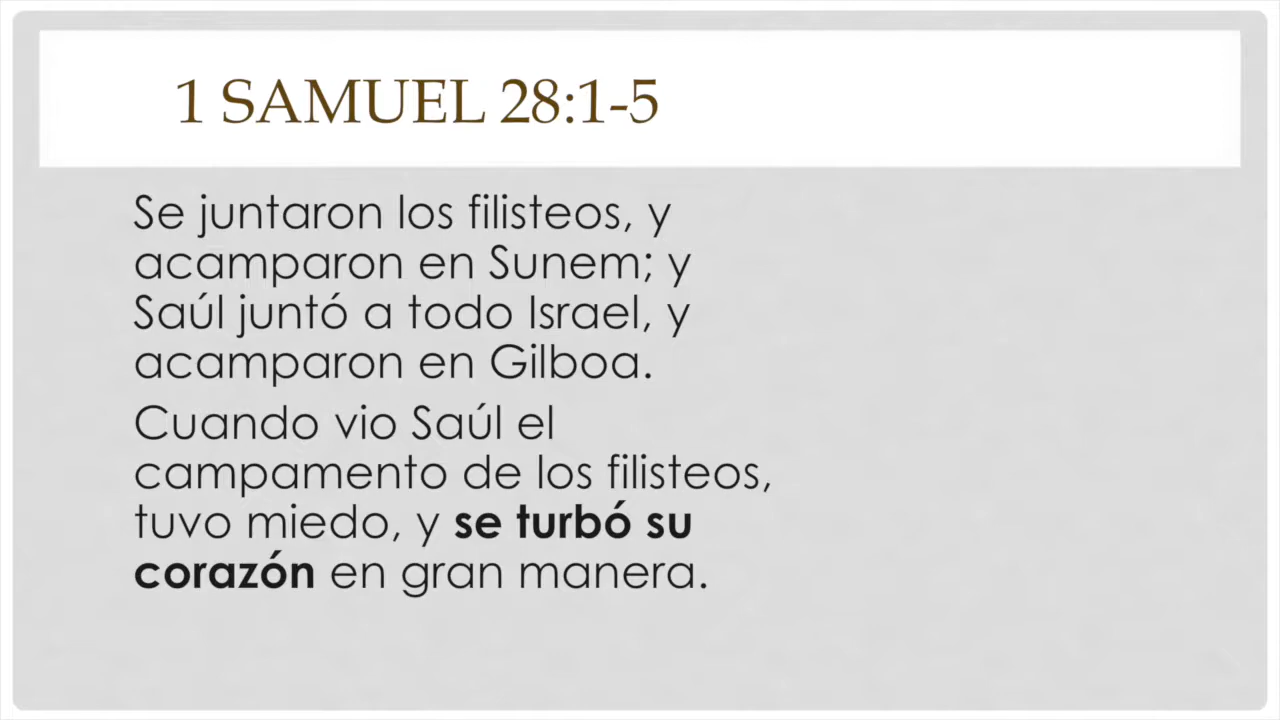 1 SAMUEL 28:1-5
Se juntaron los filisteos, y
acamparon en Sunem; y
Saúl juntó a todo Israel, y
acamparon en Gilboa.
Cuando vio Saúl el
campamento de los filisteos,
tuvo miedo, y se turbó su
corazón en gran manera.